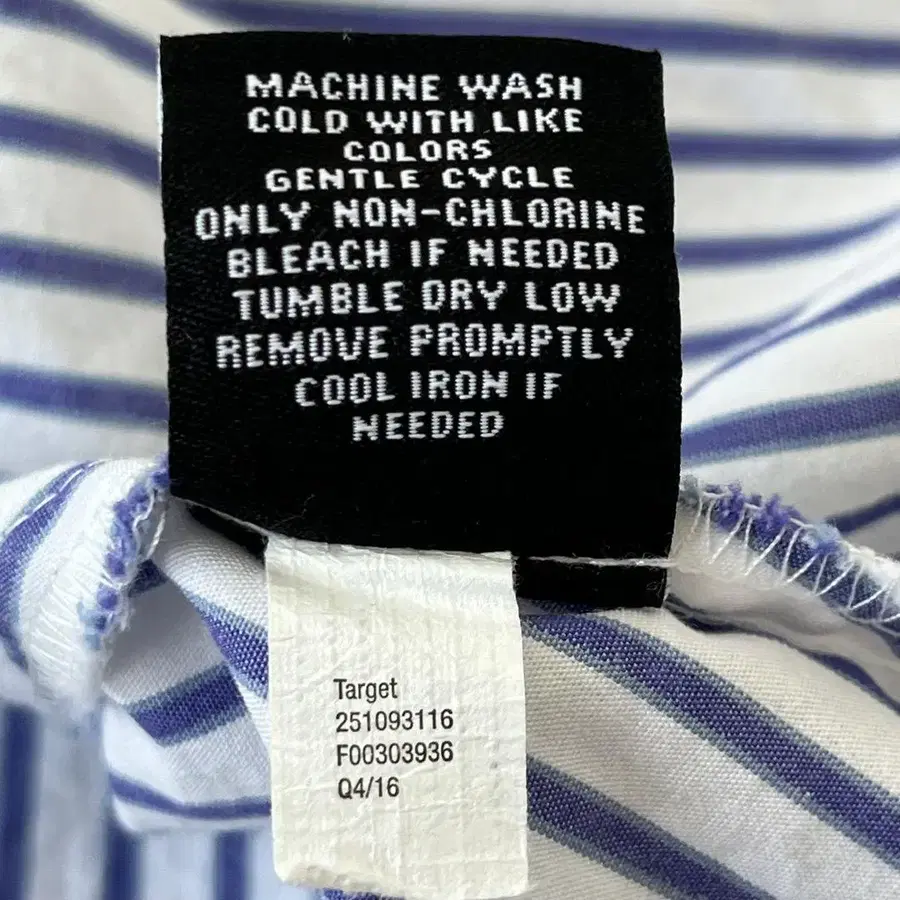 MACHINE WASH
COLD WITH LIKE
COLORS
GENTLE CYCLE
ONLY NON-CHLORINE
BLEACH IF NEEDED
TUMBLE DRY LOW
REMOVE PROMPTLY
COOL IRON IF
NEEDED
Target
251093116
F00303936
Q4/16